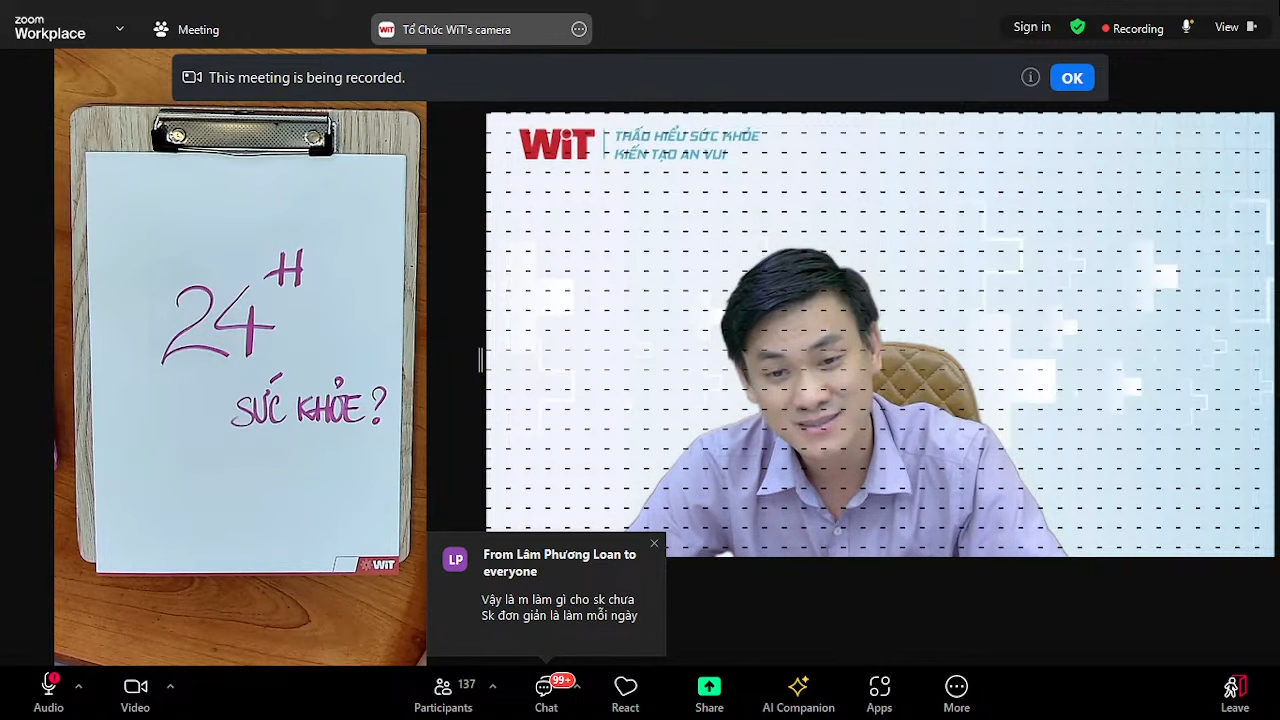 zoom
Workplace
Meeting
WiT
Tổ Chức WiT's camera
Sign in
Recording
View
This meeting is being recorded.
OK
24H
SỨC KHỎE?
WiT
WiT
THẤU HIỂU SỨC KHỎE
KIẾN TẠO AN VUI
LP
From Lâm Phương Loan to
everyone
Vậy là m làm gì cho sk chưa
Sk đơn giản là làm mỗi ngày
Audio
Video
137
Participants
99+
Chat
React
Share
AI Companion
Apps
More
Leave